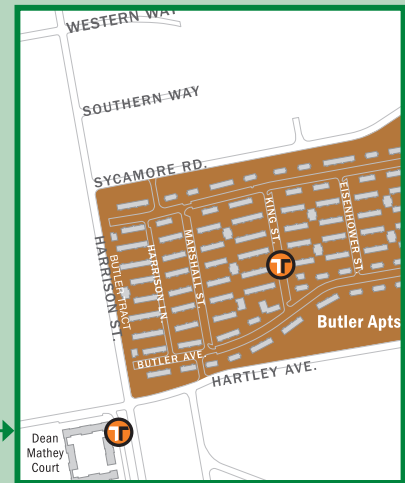 WESTERN WAY
SOUTHERN WAY
SYCAMORE RD.
HARRISON ST.
BUTLER TRACT
HARRISON LN.
MARSHALL ST.
KING ST.
EISENHOWER ST.
T
Butler Apts
BUTLER AVE.
HARTLEY AVE.
T
Dean
Mathey
Court